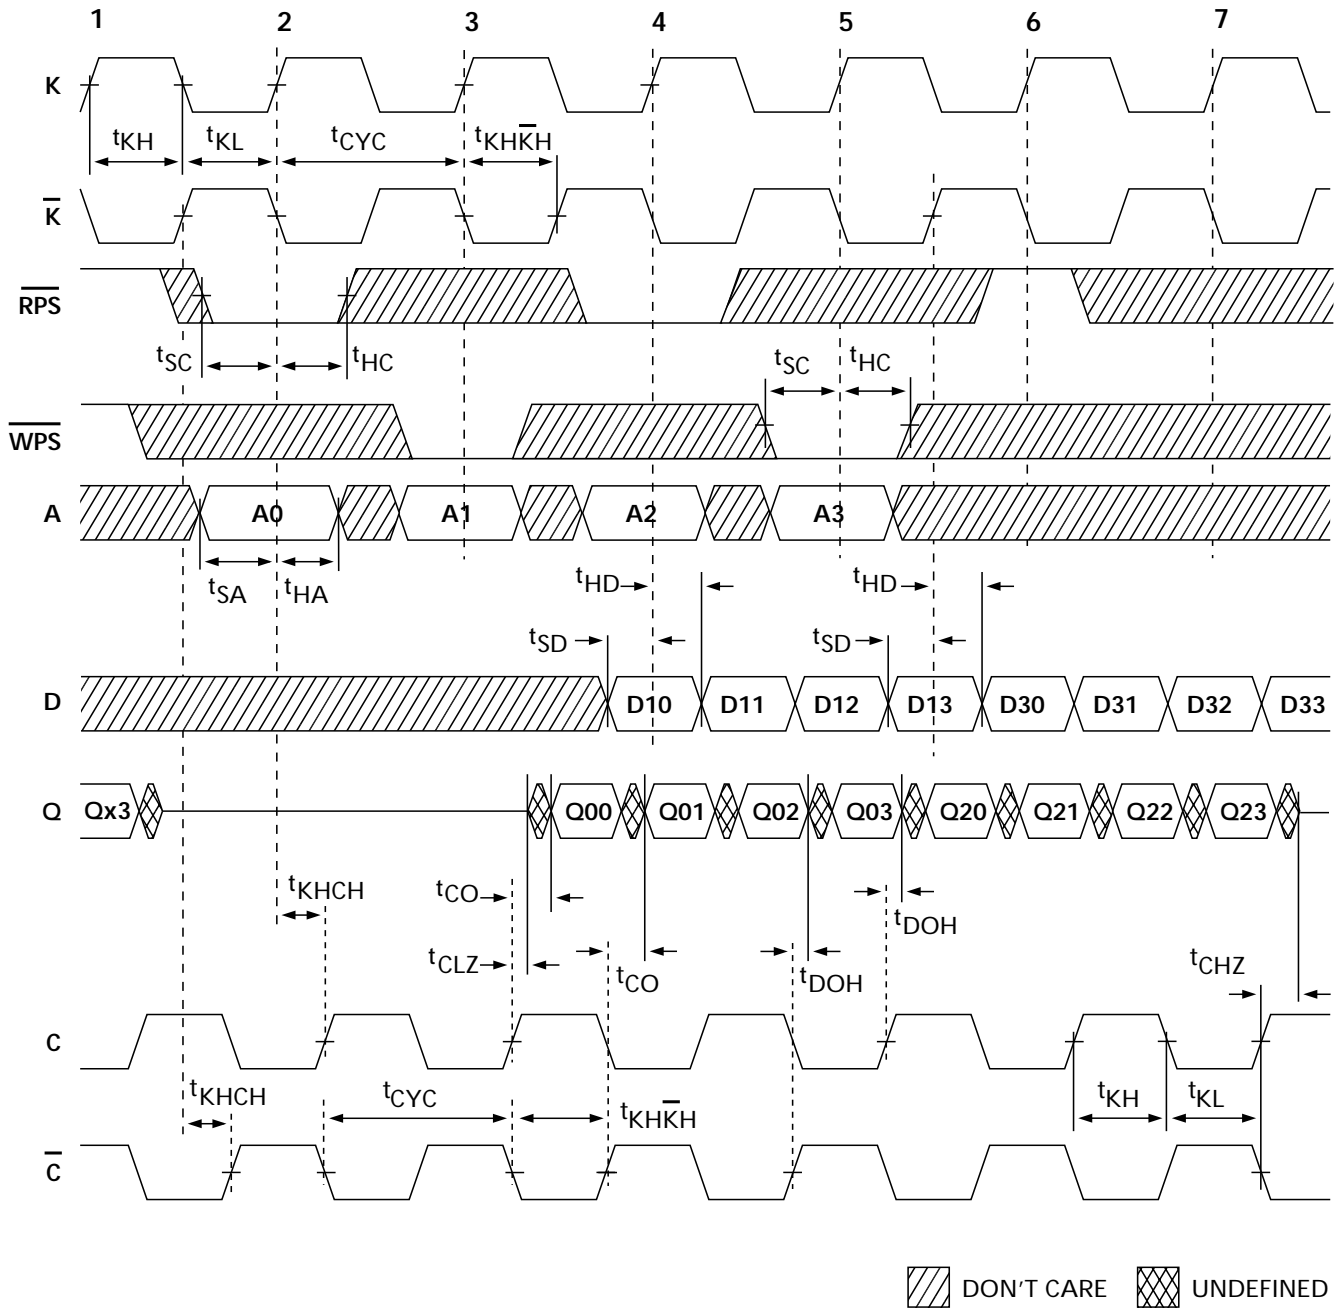 1 2 3 4 5 6 7
K
tKH tKL tCYC tKHK̅H
K̅
R̅P̅S̅
tSC tHC tSC tHC
W̅P̅S̅
A A0 A1 A2 A3
tSA tHA tHD tHD
tSD tSD
D D10 D11 D12 D13 D30 D31 D32 D33
Q Qx3 Q00 Q01 Q02 Q03 Q20 Q21 Q22 Q23
tKHCH tCO tDOH
tCLZ tCO tDOH tCHZ
C
tKHCH tCYC tKHK̅H tKH tKL
C̅
DON'T CARE UNDEFINED